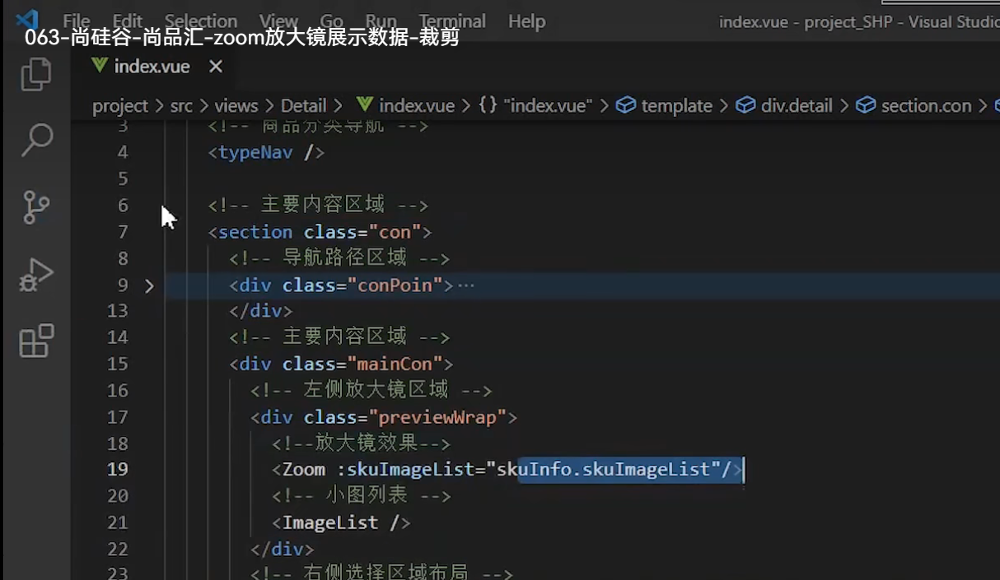 File Edit Selection View Go Run Terminal Help index.vue - project_SHP - Visual Studio
063-尚硅谷-尚品汇-zoom放大镜展示数据-裁剪
index.vue
project > src > views > Detail > index.vue > {} "index.vue" > template > div.detail > section.con >
3 <!-- 商品分类导航 -->
4 <typeNav />
5
6 <!-- 主要内容区域 -->
7 <section class="con">
8 <!-- 导航路径区域 -->
9 <div class="conPoin">···
13 </div>
14 <!-- 主要内容区域 -->
15 <div class="mainCon">
16 <!-- 左侧放大镜区域 -->
17 <div class="previewWrap">
18 <!--放大镜效果-->
19 <Zoom :skuImageList="skuInfo.skuImageList"/>
20 <!-- 小图列表 -->
21 <ImageList />
22 </div>
23 <!-- 右侧选择区域布局 -->